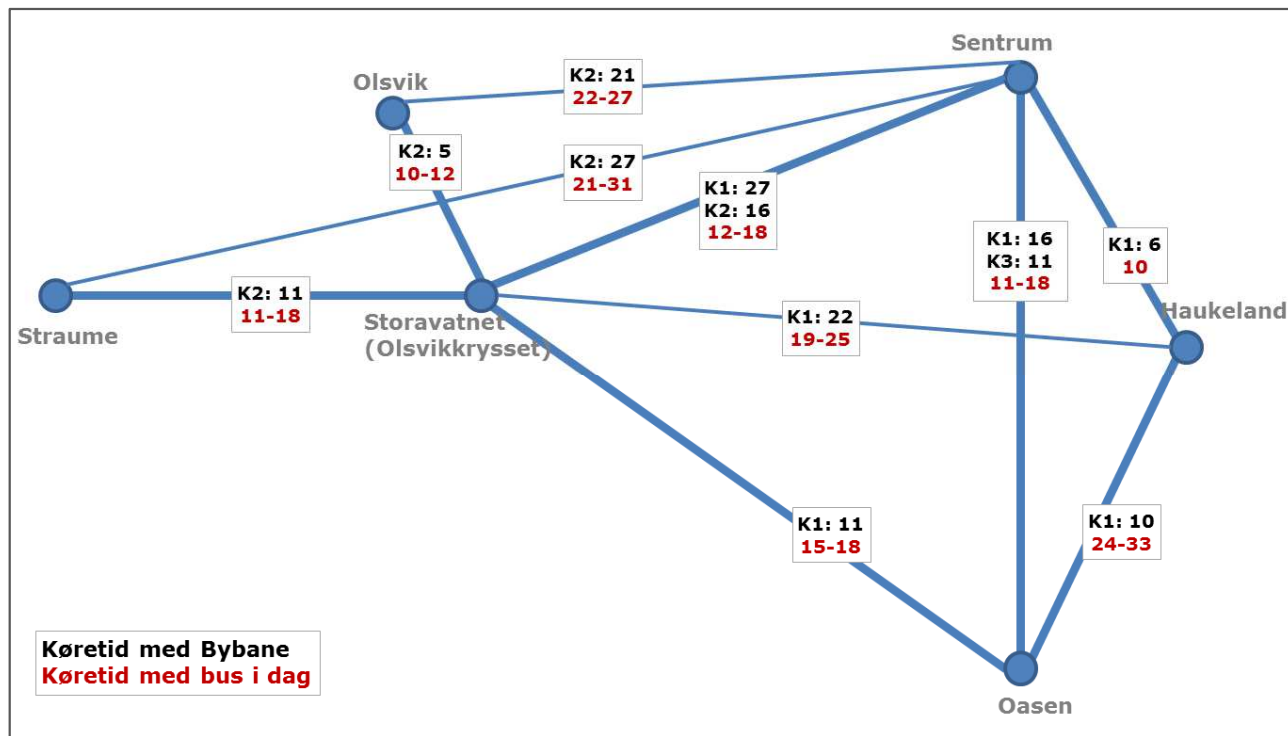 Sentrum
Olsvik
K2: 21
22-27
K2: 5
10-12
K2: 27
21-31
K1: 27
K2: 16
12-18
K1: 16
K3: 11
11-18
K1: 6
10
K2: 11
11-18
Straume
Storavatnet
(Olsvikkrysset)
K1: 22
19-25
Haukeland
K1: 11
15-18
K1: 10
24-33
Køretid med Bybane
Køretid med bus i dag
Oasen